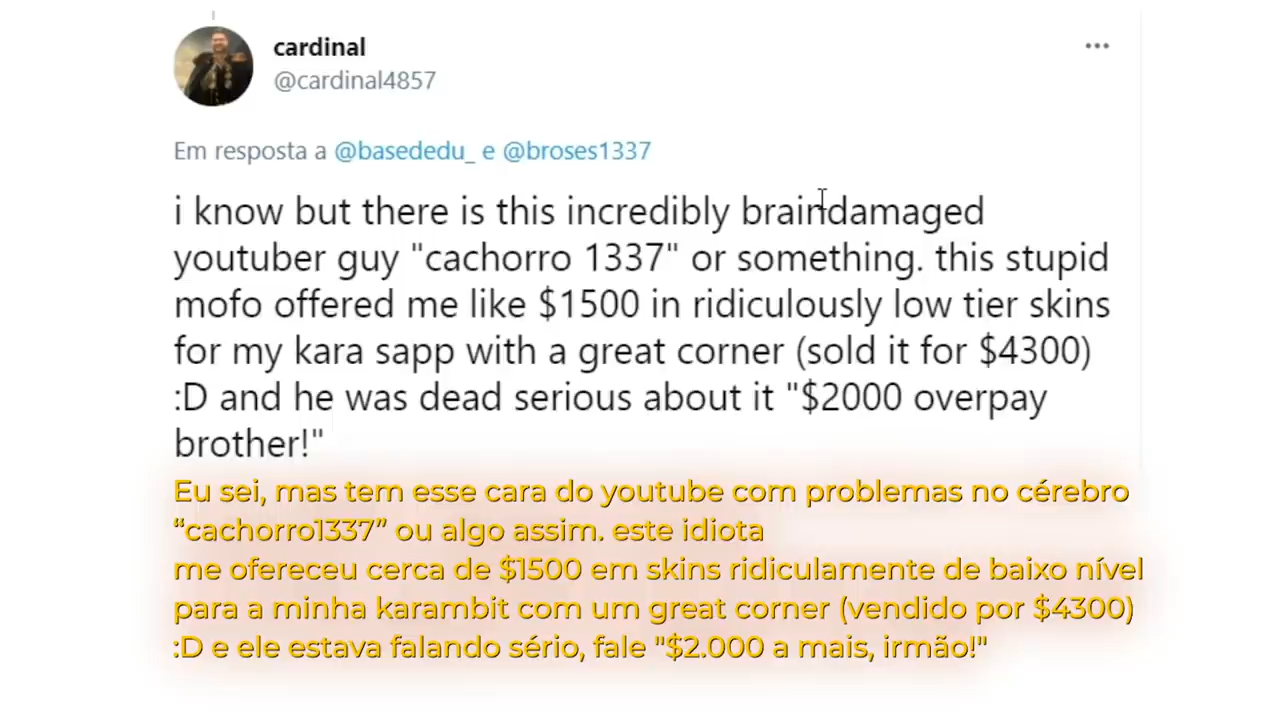 cardinal
@cardinal4857
Em resposta a @basededu_ e @broses1337
i know but there is this incredibly braindamaged
youtuber guy "cachorro 1337" or something. this stupid
mofo offered me like $1500 in ridiculously low tier skins
for my kara sapp with a great corner (sold it for $4300)
:D and he was dead serious about it "$2000 overpay
brother!"
Eu sei, mas tem esse cara do youtube com problemas no cérebro
“cachorro1337” ou algo assim. este idiota
me ofereceu cerca de $1500 em skins ridiculamente de baixo nível
para a minha karambit com um great corner (vendido por $4300)
:D e ele estava falando sério, fale "$2.000 a mais, irmão!"